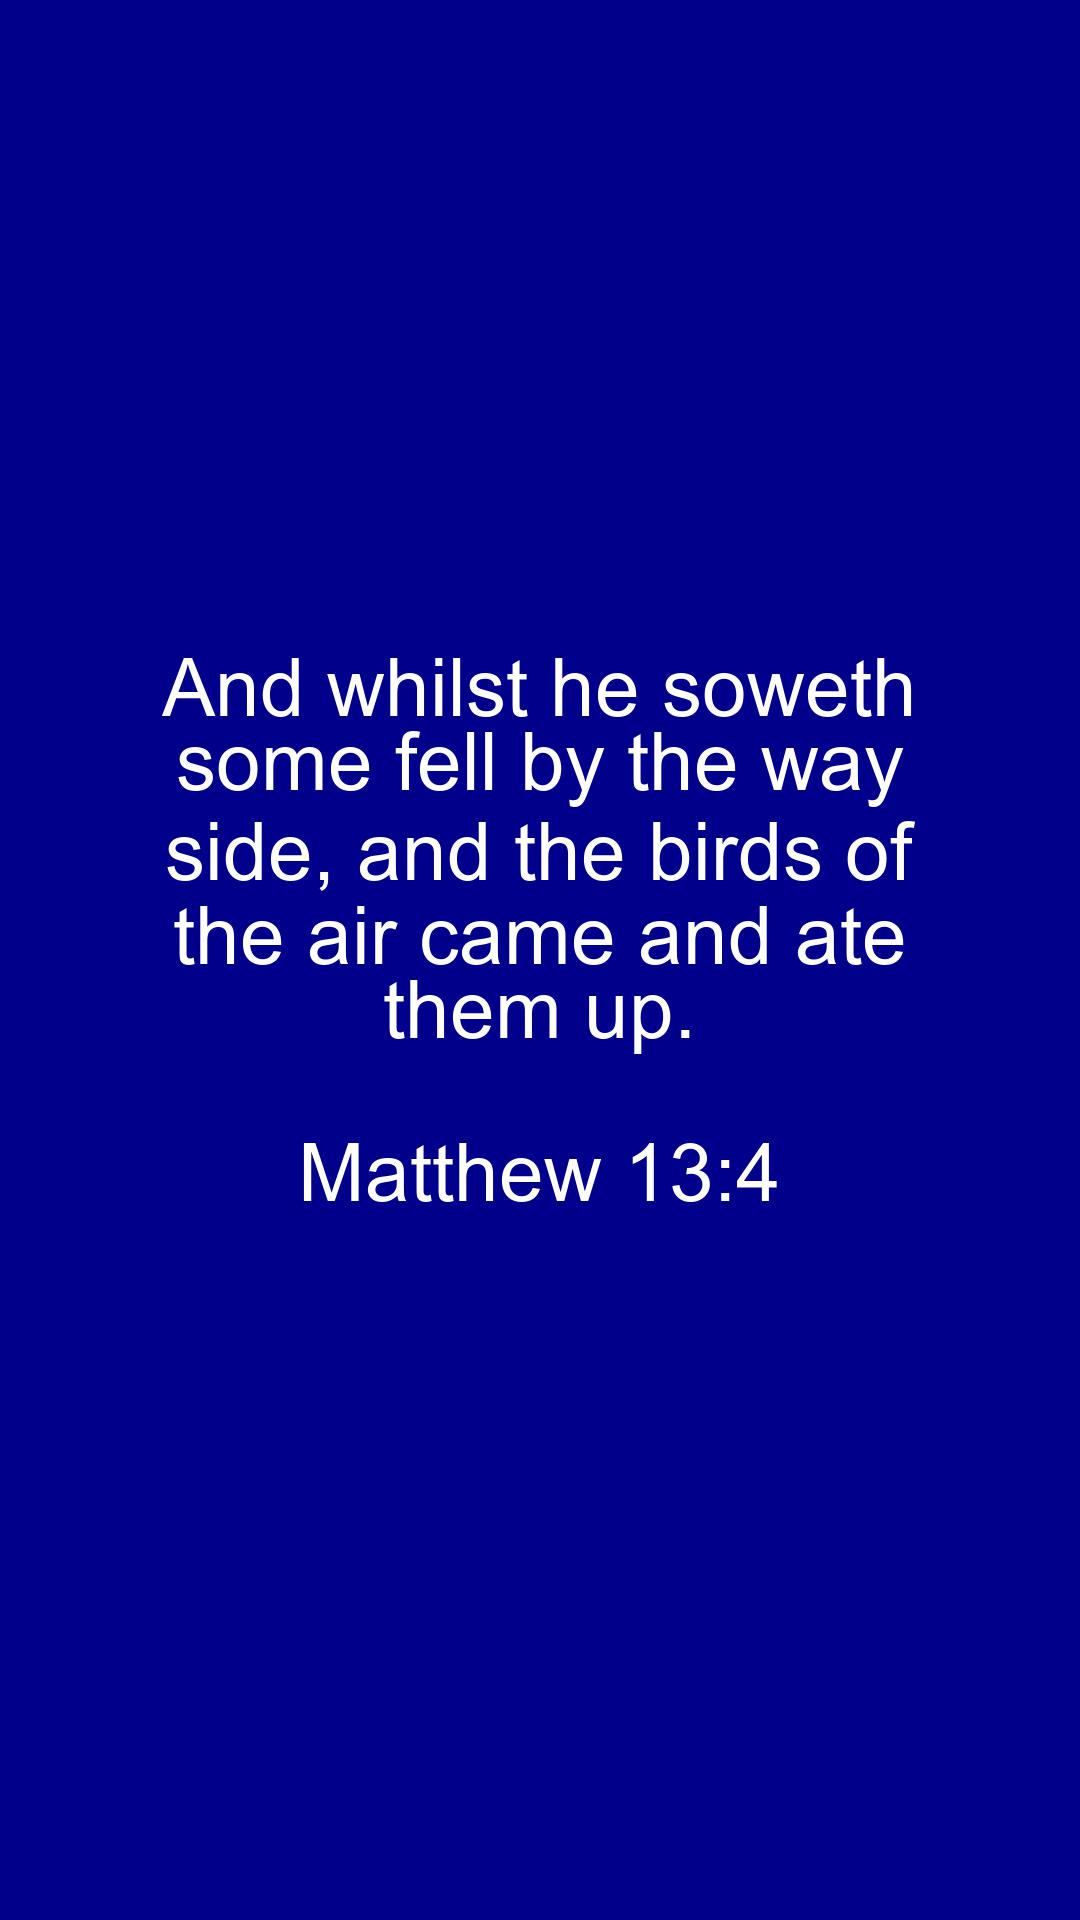 And whilst he soweth
some fell by the way
side, and the birds of
the air came and ate
them up.
Matthew 13:4